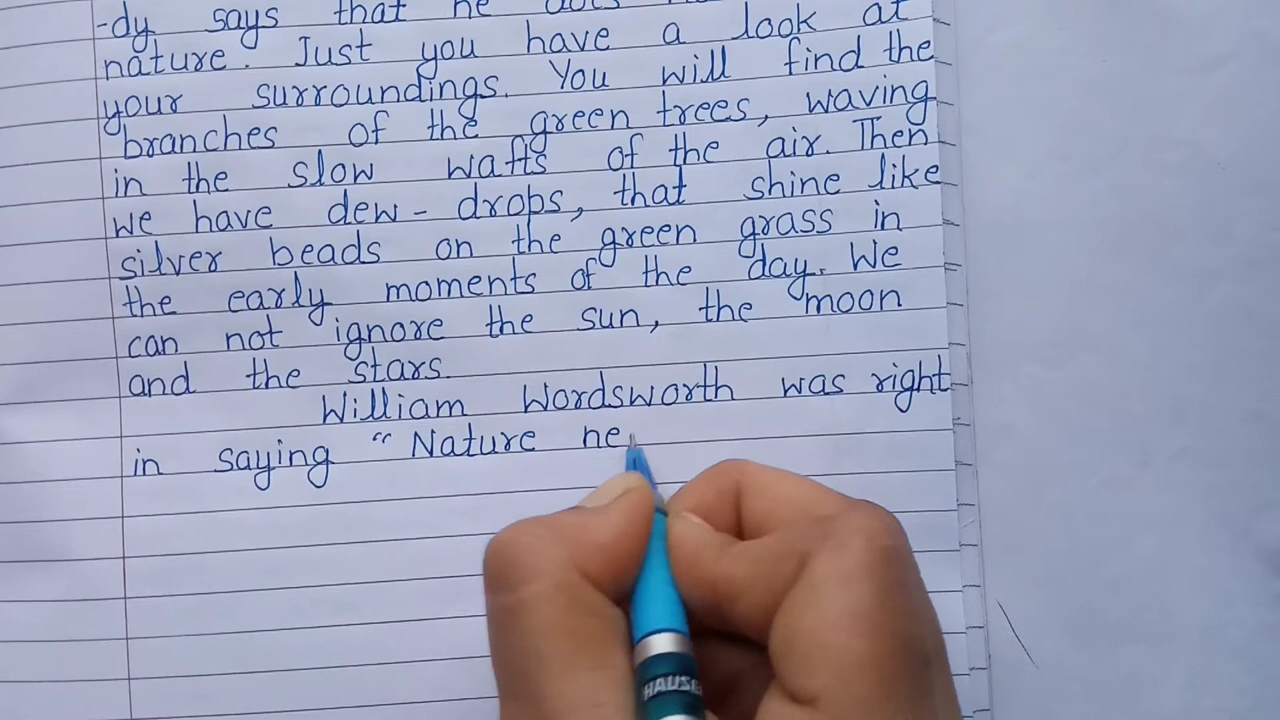 -dy says that he
nature. Just you have a look at
your surroundings. You will find the
branches of the green trees, waving
in the slow wafts of the air. Then
we have dew - drops, that shine like
silver beads on the green grass in
the early moments of the day. We
can not ignore the sun, the moon
and the stars.
William Wordsworth was right
in saying “Nature ne
HAUSE